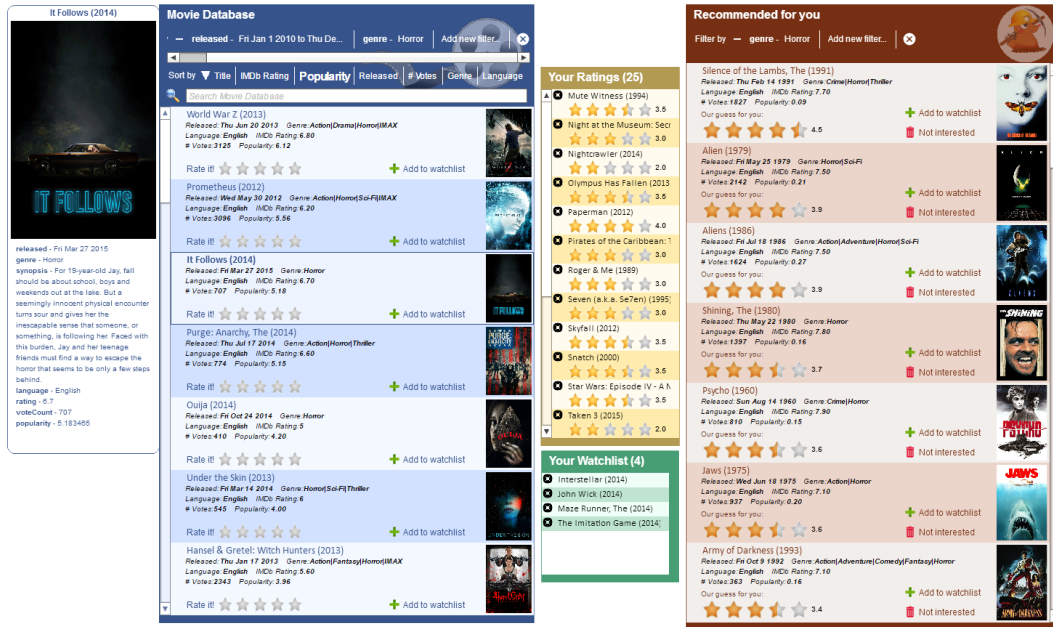 It Follows (2014)
IT FOLLOWS
released - Fri Mar 27 2015
genre - Horror
synopsis - For 19-year-old Jay, fall
should be about school, boys and
weekends out at the lake. But a
seemingly innocent physical encounter
turns sour and gives her the
inescapable sense that someone, or
something, is following her. Faced with
this burden, Jay and her teenage
friends must find a way to escape the
horror that seems to be only a few steps
behind.
language - English
rating - 6.7
voteCount - 707
popularity - 5.183465
Movie Database
released - Fri Jan 1 2010 to Thu De...
genre - Horror
Add new filter...
Sort by Title IMDb Rating Popularity Released # Votes Genre Language
Search Movie Database
World War Z (2013)
Released:Thu Jun 20 2013 Genre:Action|Drama|Horror|IMAX
Language:English IMDb Rating:6.80
# Votes:3125 Popularity:6.12
Rate it! Add to watchlist
Prometheus (2012)
Released:Wed May 30 2012 Genre:Action|Horror|Sci-Fi|IMAX
Language:English IMDb Rating:6.20
# Votes:3096 Popularity:5.56
Rate it! Add to watchlist
It Follows (2014)
Released:Fri Mar 27 2015 Genre:Horror
Language:English IMDb Rating:6.70
# Votes:707 Popularity:5.18
Rate it! Add to watchlist
IT FOLLOWS
Purge: Anarchy, The (2014)
Released:Thu Jul 17 2014 Genre:Action|Horror|Thriller
Language:English IMDb Rating:6.60
# Votes:774 Popularity:5.15
Rate it! Add to watchlist
PURGE
Ouija (2014)
Released:Fri Oct 24 2014 Genre:Horror
Language:English IMDb Rating:5
# Votes:410 Popularity:4.20
Rate it! Add to watchlist
OUIJA
Under the Skin (2013)
Released:Fri Mar 14 2014 Genre:Horror|Sci-Fi|Thriller
Language:English IMDb Rating:6
# Votes:545 Popularity:4.00
Rate it! Add to watchlist
Hansel & Gretel: Witch Hunters (2013)
Released:Thu Jan 17 2013 Genre:Action|Fantasy|Horror|IMAX
Language:English IMDb Rating:5.60
# Votes:2343 Popularity:3.96
Rate it! Add to watchlist
Your Ratings (25)
Mute Witness (1994)
3.5
Night at the Museum: Secr
3.0
Nightcrawler (2014)
2.0
Olympus Has Fallen (2013
3.5
Paperman (2012)
4.0
Pirates of the Caribbean: T
3.0
Roger & Me (1989)
3.0
Seven (a.k.a. Se7en) (1995)
3.0
Skyfall (2012)
3.5
Snatch (2000)
3.5
Star Wars: Episode IV - A N
3.5
Taken 3 (2015)
2.0
Your Watchlist (4)
Interstellar (2014)
John Wick (2014)
Maze Runner, The (2014)
The Imitation Game (2014)
Recommended for you
Filter by genre - Horror Add new filter...
Silence of the Lambs, The (1991)
Released:Thu Feb 14 1991 Genre:Crime|Horror|Thriller
Language:English IMDb Rating:7.70
# Votes:1827 Popularity:0.09
Our guess for you: Add to watchlist
4.5 Not interested
Alien (1979)
Released:Fri May 25 1979 Genre:Horror|Sci-Fi
Language:English IMDb Rating:7.50
# Votes:2142 Popularity:0.21
Our guess for you: Add to watchlist
3.9 Not interested
ALIEN
Aliens (1986)
Released:Fri Jul 18 1986 Genre:Action|Adventure|Horror|Sci-Fi
Language:English IMDb Rating:7.50
# Votes:1624 Popularity:0.27
Our guess for you: Add to watchlist
3.9 Not interested
ALIENS
Shining, The (1980)
Released:Thu May 22 1980 Genre:Horror
Language:English IMDb Rating:7.80
# Votes:1397 Popularity:0.16
Our guess for you: Add to watchlist
3.7 Not interested
SHiNiNG
Psycho (1960)
Released:Sun Aug 14 1960 Genre:Crime|Horror
Language:English IMDb Rating:7.90
# Votes:810 Popularity:0.15
Our guess for you: Add to watchlist
3.6 Not interested
PSYCHO
Jaws (1975)
Released:Wed Jun 18 1975 Genre:Action|Horror
Language:English IMDb Rating:7.10
# Votes:937 Popularity:0.20
Our guess for you: Add to watchlist
3.6 Not interested
JAWS
Army of Darkness (1993)
Released:Fri Oct 9 1992 Genre:Action|Adventure|Comedy|Fantasy|Horror
Language:English IMDb Rating:7.10
# Votes:363 Popularity:0.16
Our guess for you: Add to watchlist
3.4 Not interested
ARMY OF DARKNESS